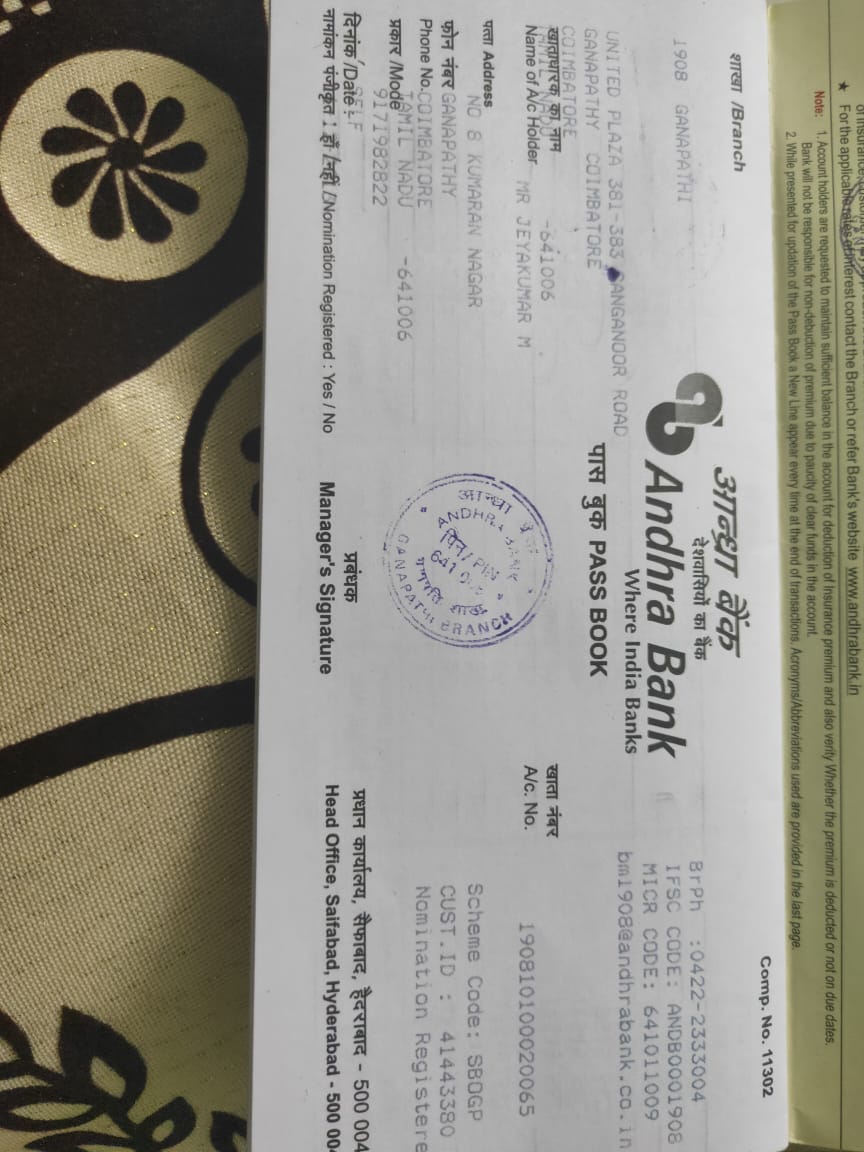 ★ For the applicable rates of interest contact the Branch or refer Bank's website www.andhrabank.in
Note: 1. Account holders are requested to maintain sufficient balance in the account for deduction of Insurance premium and also verify Whether the premium is deducted or not on due dates.
Bank will not be responsible for non-deduction of premium due to paucity of clear funds in the account.
2. While presented for updation of the Pass Book a New Line appear every time at the end of transactions. Acronyms/Abbreviations used are provided in the last page.
Comp. No. 11302
शाखा /Branch
1908 GANAPATHI
UNITED PLAZA 381-383 SANGANOOR ROAD
GANAPATHY COIMBATORE
COIMBATORE
TAMIL NADU -641006
आन्ध्रा बैंक
देशवासियों का बैंक
Andhra Bank
Where India Banks
पास बुक PASS BOOK
BrPh :0422-2333004
IFSC CODE: ANDB0001908
MICR CODE: 641011009
bm1908@andhrabank.co.in
खाताधारक का नाम
Name of A/c Holder MR JEYAKUMAR M
खाता नंबर
A/c. No. 190810100020065
पत्ता Address NO 8 KUMARAN NAGAR
GANAPATHY
COIMBATORE
TAMIL NADU -641006
फोन नंबर
Phone No. 9171982822
प्रकार /Mode SELF
दिनांक /Date :
नामांकन पंजीकृत : हाँ /नहीं /Nomination Registered : Yes / No
Scheme Code: SBOGP
CUST.ID : 41443380
Nomination Registere
आन्ध्रा बैंक
ANDHRA BANK
पिन/PIN
641 006
गणपति शाखा
GANAPATHI BRANCH
प्रबंधक
Manager's Signature
प्रधान कार्यालय, सैफाबाद, हैदराबाद - 500 004
Head Office, Saifabad, Hyderabad - 500 00